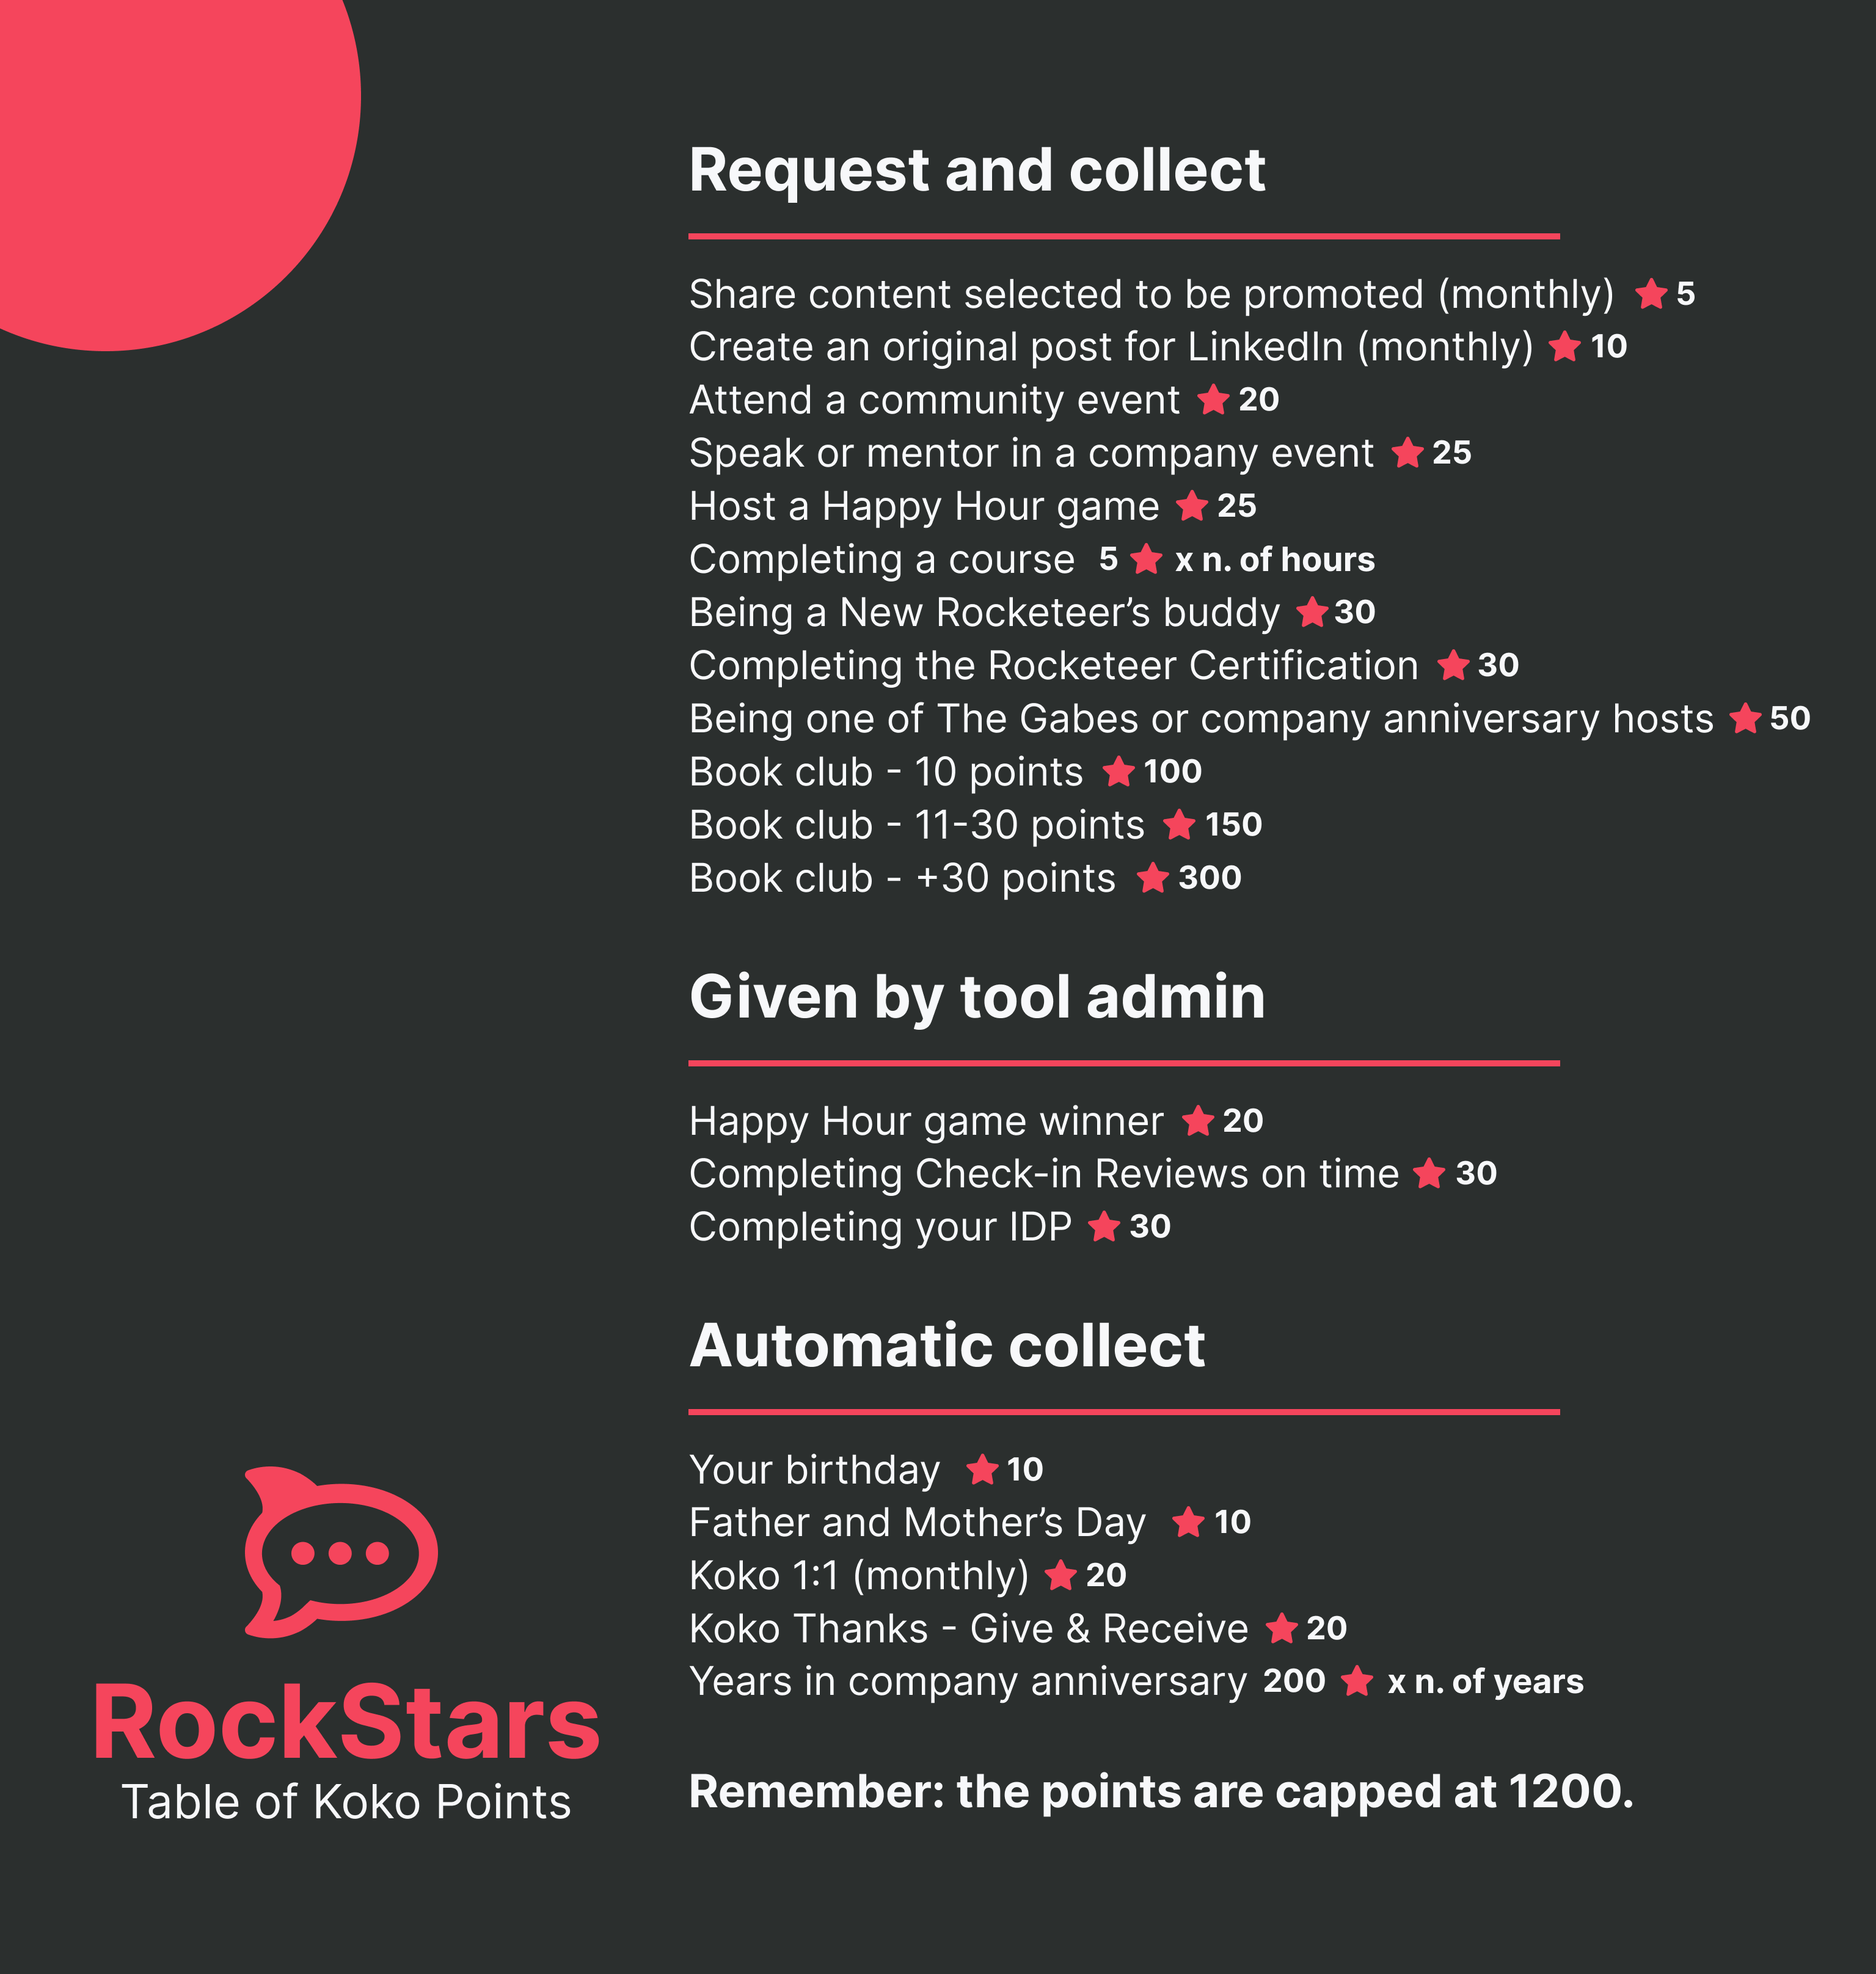 Request and collect
Share content selected to be promoted (monthly) ★ 5
Create an original post for LinkedIn (monthly) ★ 10
Attend a community event ★ 20
Speak or mentor in a company event ★ 25
Host a Happy Hour game ★ 25
Completing a course 5 ★ x n. of hours
Being a New Rocketeer’s buddy ★ 30
Completing the Rocketeer Certification ★ 30
Being one of The Gabes or company anniversary hosts ★ 50
Book club - 10 points ★ 100
Book club - 11-30 points ★ 150
Book club - +30 points ★ 300
Given by tool admin
Happy Hour game winner ★ 20
Completing Check-in Reviews on time ★ 30
Completing your IDP ★ 30
Automatic collect
Your birthday ★ 10
Father and Mother’s Day ★ 10
Koko 1:1 (monthly) ★ 20
Koko Thanks - Give & Receive ★ 20
Years in company anniversary 200 ★ x n. of years
Remember: the points are capped at 1200.
RockStars
Table of Koko Points